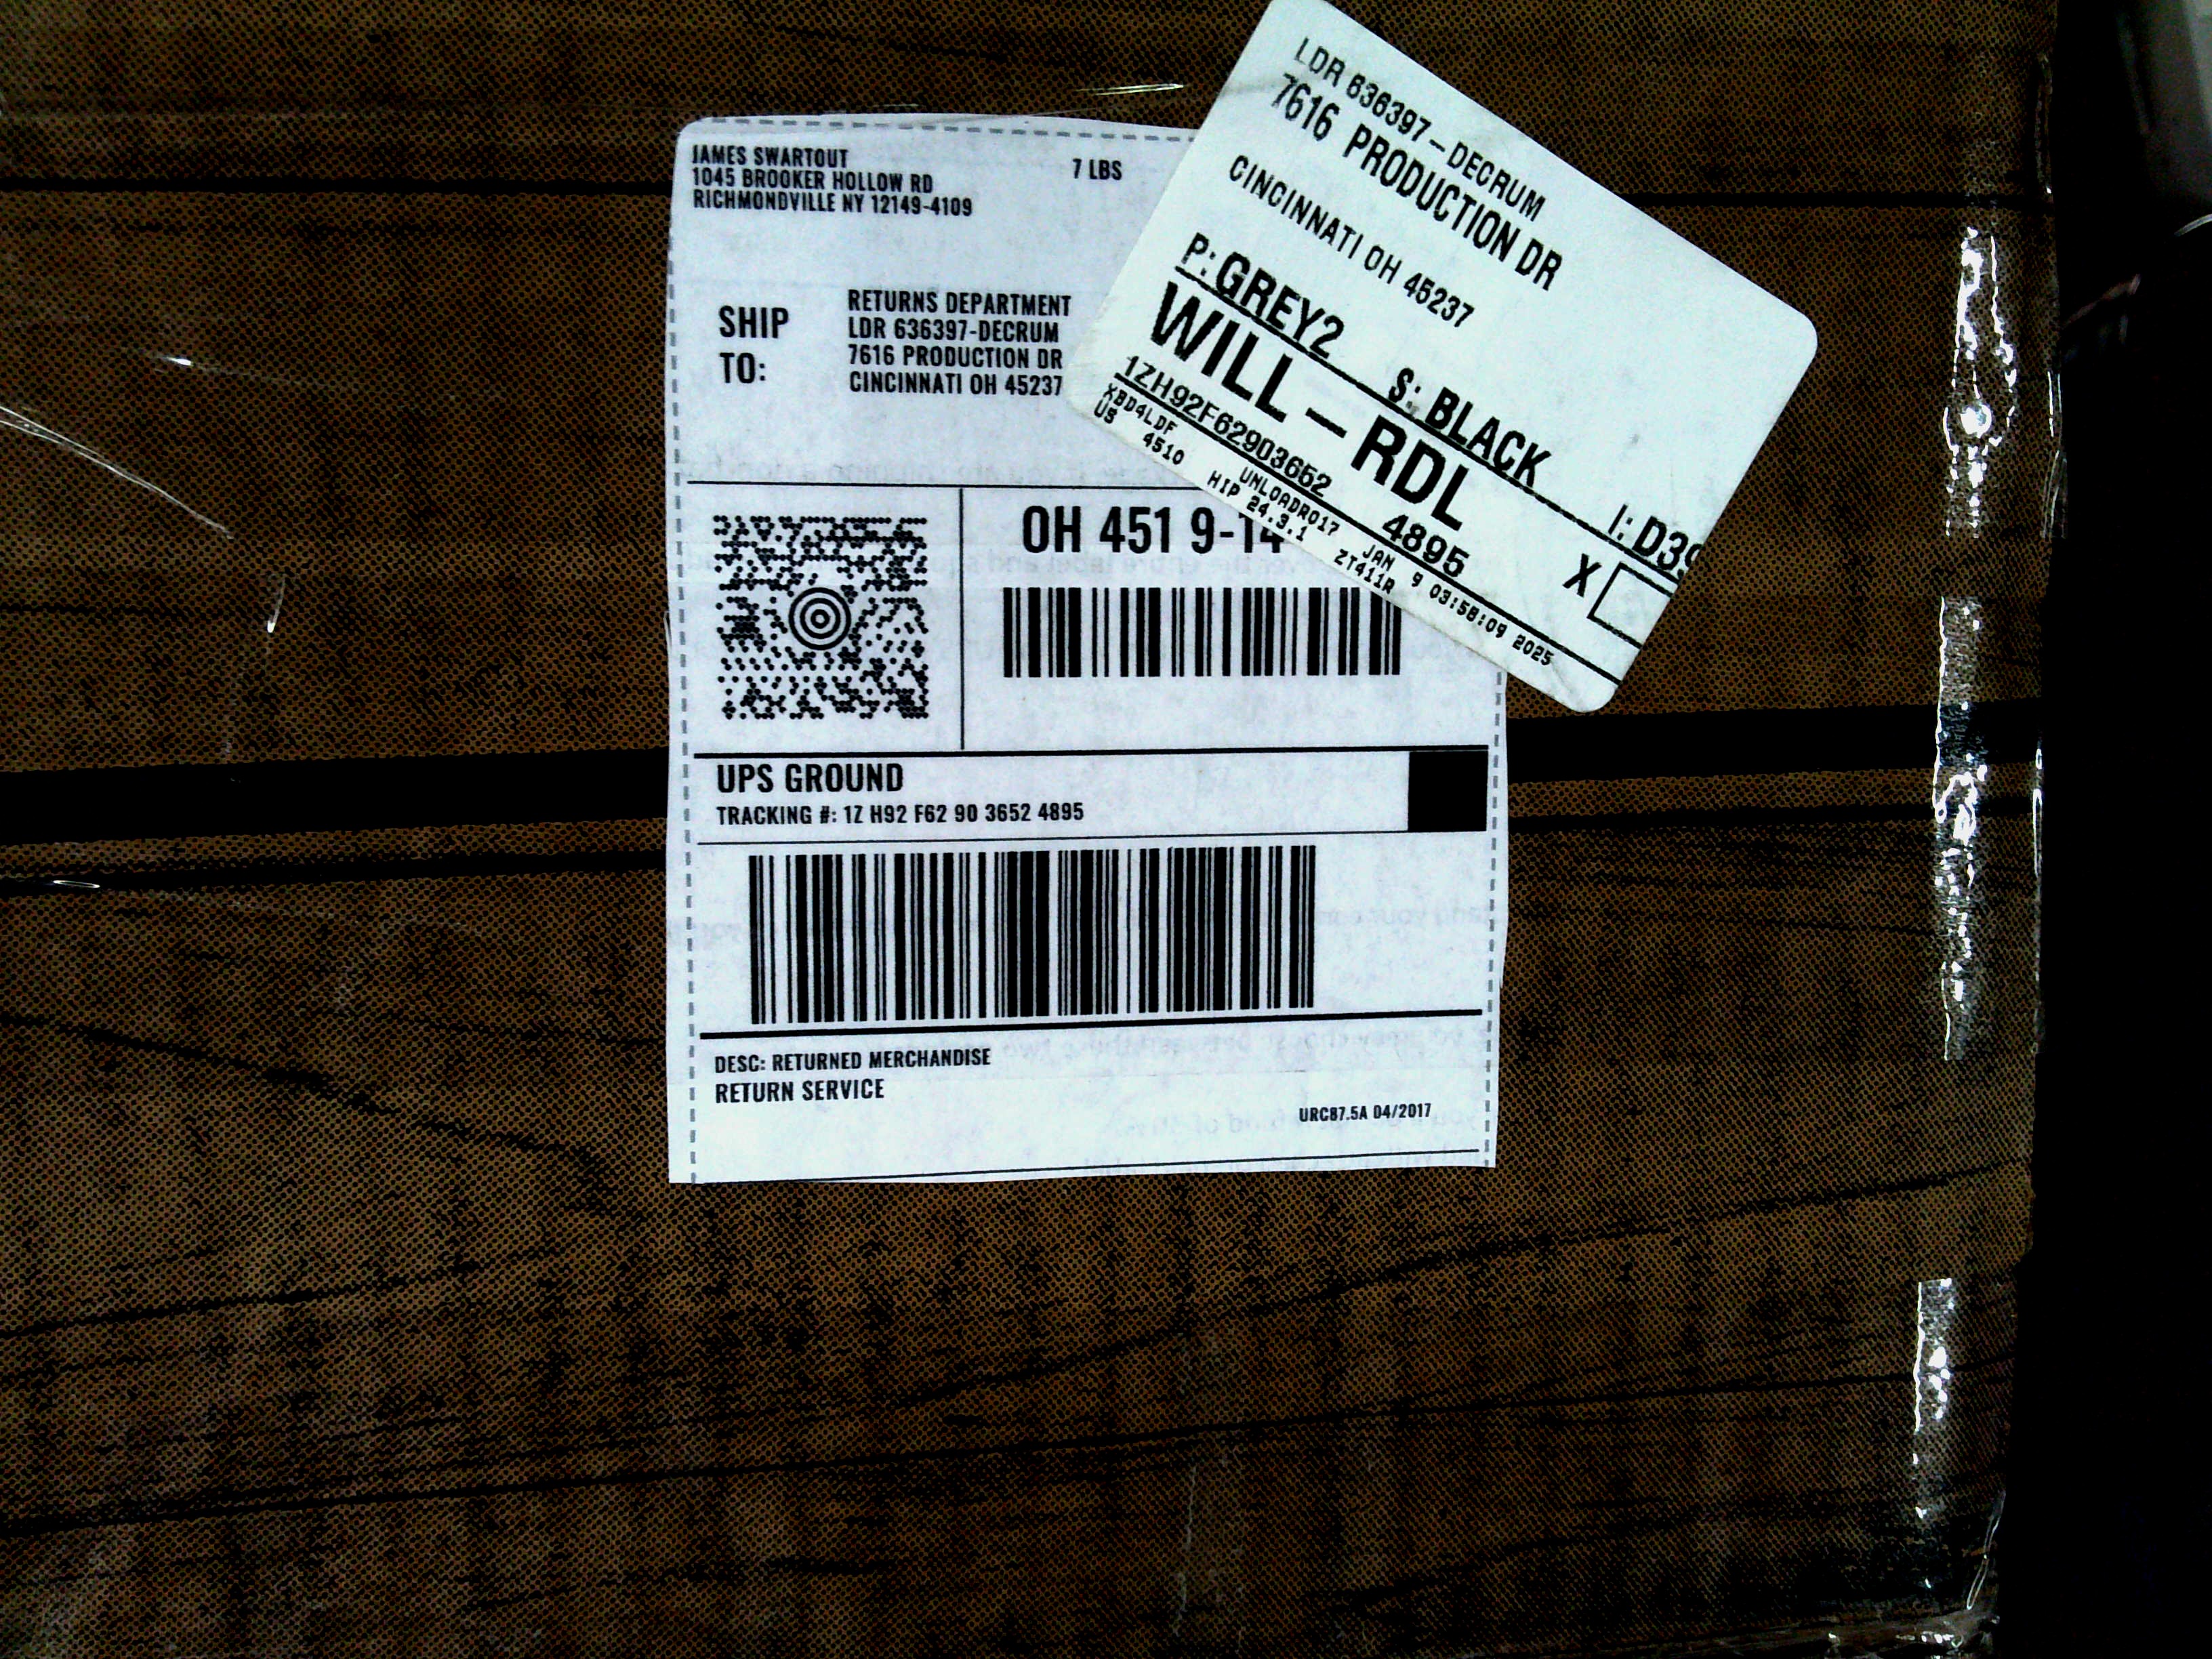 JAMES SWARTOUT
1045 BROOKER HOLLOW RD
RICHMONDVILLE NY 12149-4109
7 LBS
SHIP
TO:
RETURNS DEPARTMENT
LDR 636397-DECRUM
7616 PRODUCTION DR
CINCINNATI OH 45237
OH 451 9-14
UPS GROUND
TRACKING #: 1Z H92 F62 90 3652 4895
DESC: RETURNED MERCHANDISE
RETURN SERVICE
URC87.5A 04/2017
LDR 636397-DECRUM
7616 PRODUCTION DR
CINCINNATI OH 45237
P: GREY2 S: BLACK I: D39
WILL-RDL X
1ZH92F62903652 4895
XBD4LDF UNLOADR017 JAN 9 03:58:09 2025
US 4510 HIP 24.3.1 ZT411R